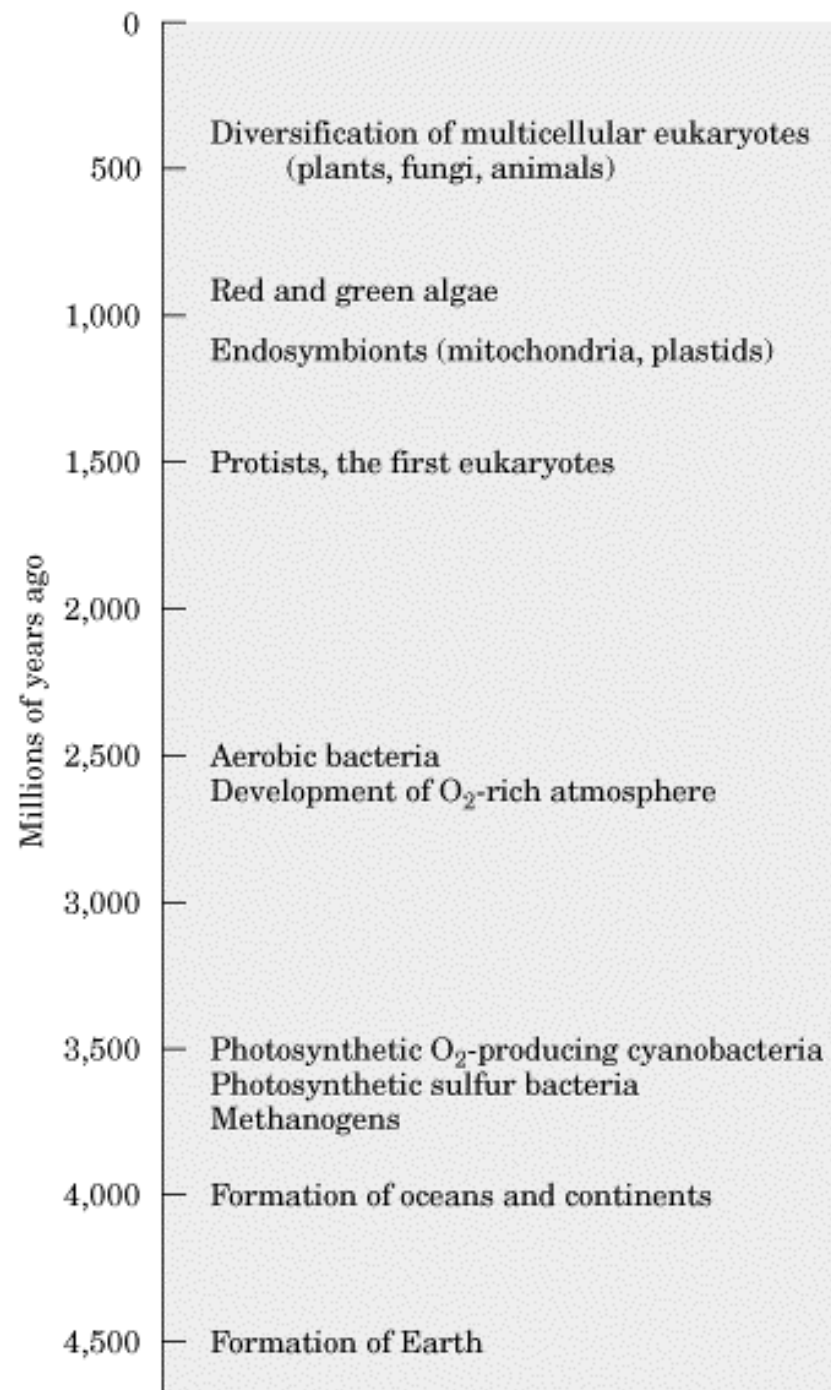 0
Diversification of multicellular eukaryotes
500 (plants, fungi, animals)
Red and green algae
1,000
Endosymbionts (mitochondria, plastids)
1,500 Protists, the first eukaryotes
2,000
Millions of years ago
2,500 Aerobic bacteria
Development of O₂-rich atmosphere
3,000
3,500 Photosynthetic O₂-producing cyanobacteria
Photosynthetic sulfur bacteria
Methanogens
4,000 Formation of oceans and continents
4,500 Formation of Earth